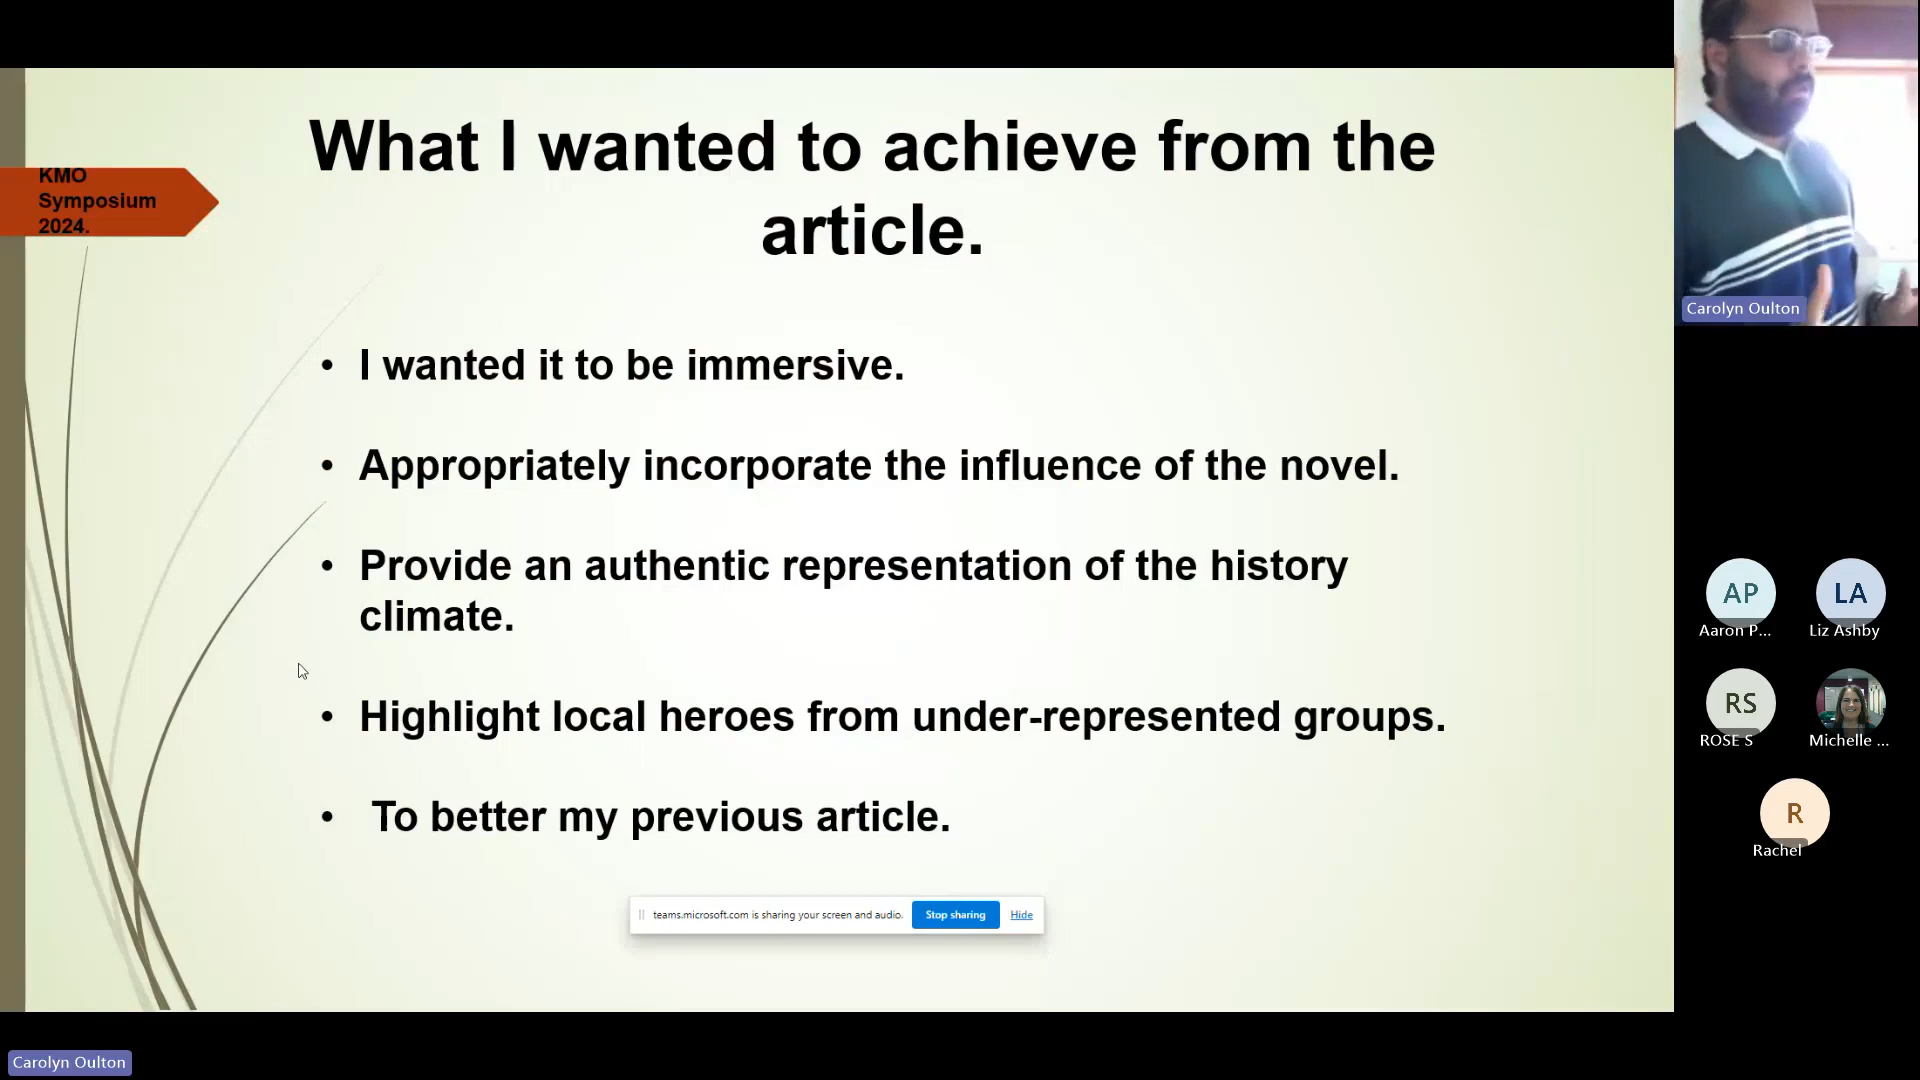 What I wanted to achieve from the
article.
KMO
Symposium
2024.
• I wanted it to be immersive.
• Appropriately incorporate the influence of the novel.
• Provide an authentic representation of the history
climate.
• Highlight local heroes from under-represented groups.
• To better my previous article.
teams.microsoft.com is sharing your screen and audio. Stop sharing Hide
Carolyn Oulton
AP LA
Aaron P... Liz Ashby
RS
ROSE S Michelle ...
R
Rachel
Carolyn Oulton